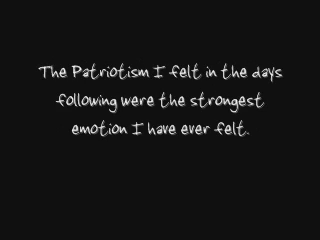 The Patriotism I felt in the days
following were the strongest
emotion I have ever felt.